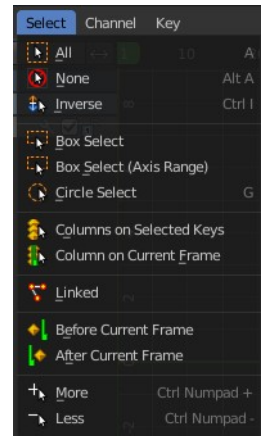 Select Channel Key
All A
None Alt A
Inverse Ctrl I
Box Select
Box Select (Axis Range)
Circle Select G
Columns on Selected Keys
Column on Current Frame
Linked
Before Current Frame
After Current Frame
More Ctrl Numpad +
Less Ctrl Numpad -